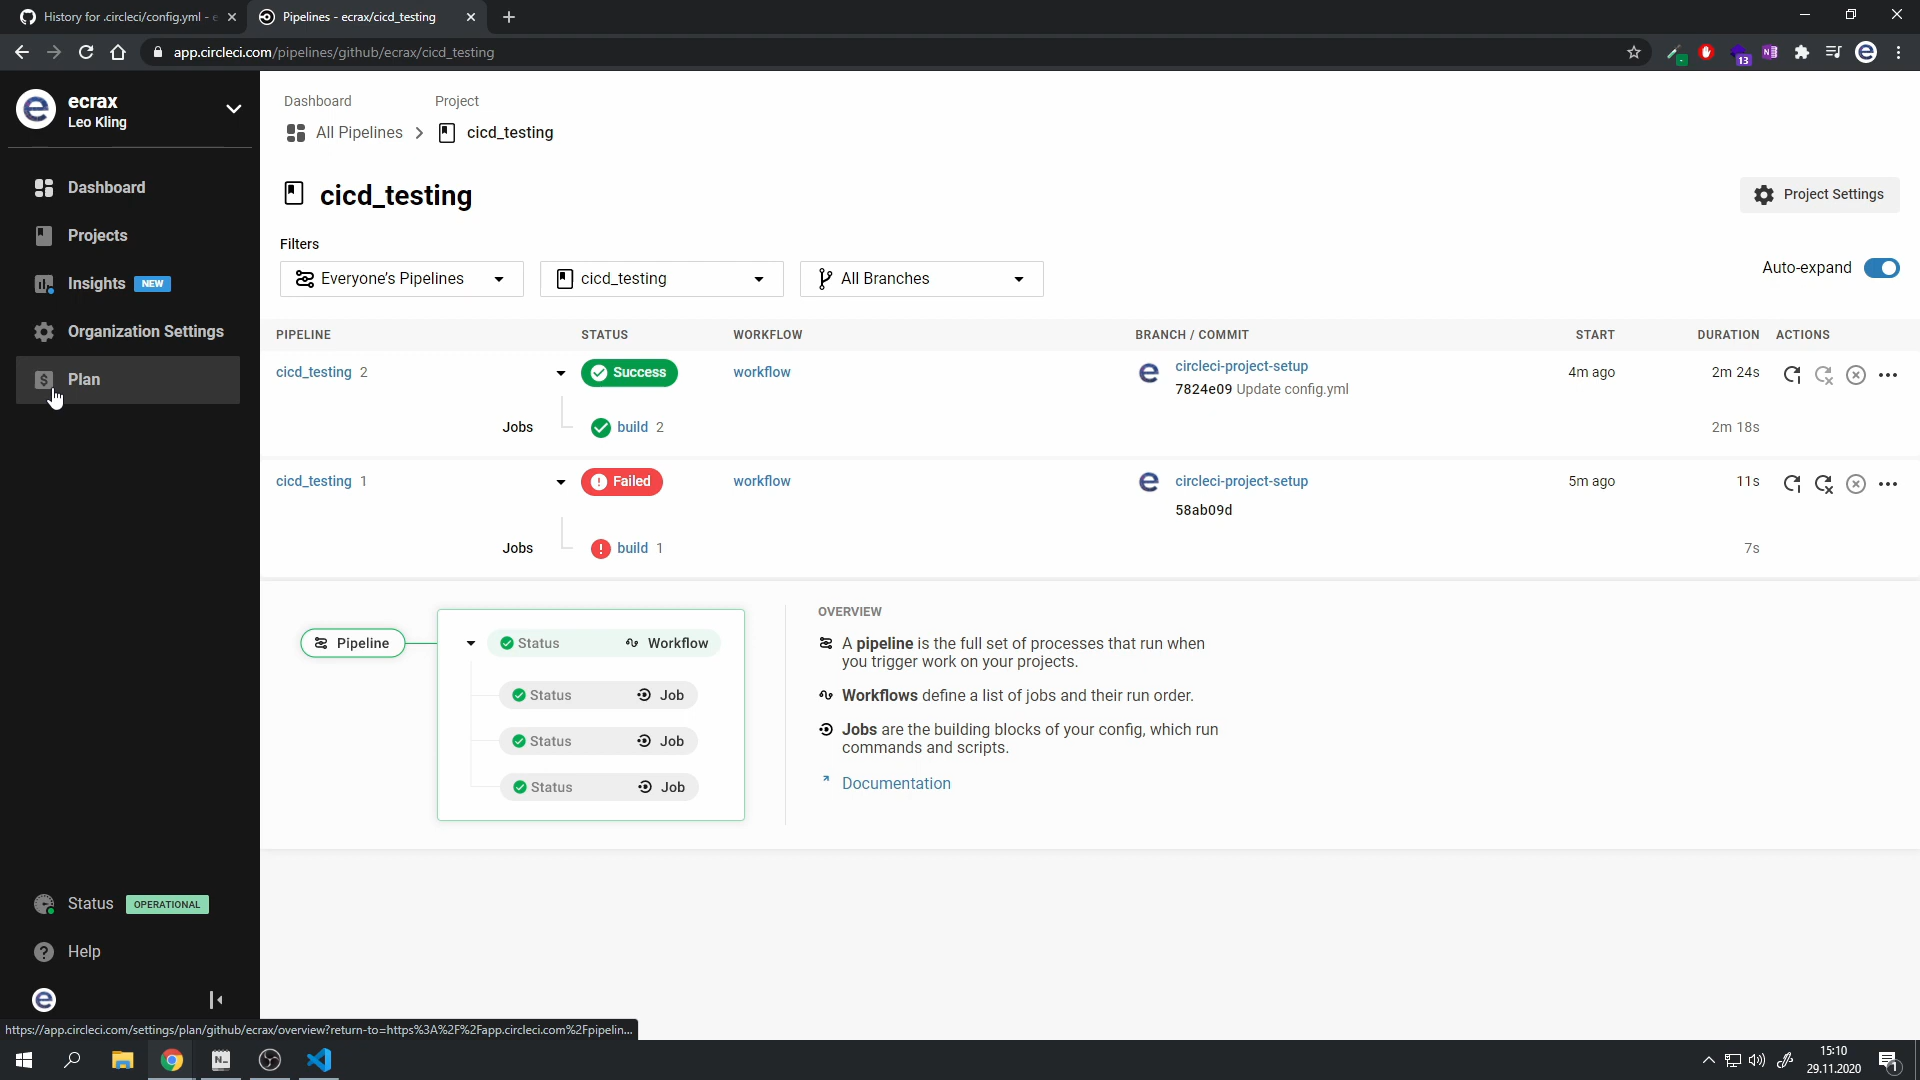 History for .circleci/config.yml - e
Pipelines - ecrax/cicd_testing
app.circleci.com/pipelines/github/ecrax/cicd_testing
13
ecrax
Leo Kling
Dashboard
Projects
Insights NEW
Organization Settings
Plan
Status OPERATIONAL
Help
Dashboard Project
All Pipelines cicd_testing
cicd_testing
Project Settings
Filters
Everyone's Pipelines cicd_testing All Branches
Auto-expand
PIPELINE STATUS WORKFLOW BRANCH / COMMIT START DURATION ACTIONS
cicd_testing 2 Success workflow circleci-project-setup 4m ago 2m 24s
7824e09 Update config.yml
Jobs build 2 2m 18s
cicd_testing 1 Failed workflow circleci-project-setup 5m ago 11s
58ab09d
Jobs build 1 7s
Pipeline
Status Workflow
Status Job
Status Job
Status Job
OVERVIEW
A pipeline is the full set of processes that run when
you trigger work on your projects.
Workflows define a list of jobs and their run order.
Jobs are the building blocks of your config, which run
commands and scripts.
Documentation
https://app.circleci.com/settings/plan/github/ecrax/overview?return-to=https%3A%2F%2Fapp.circleci.com%2Fpipelin...
15:10
29.11.2020
1